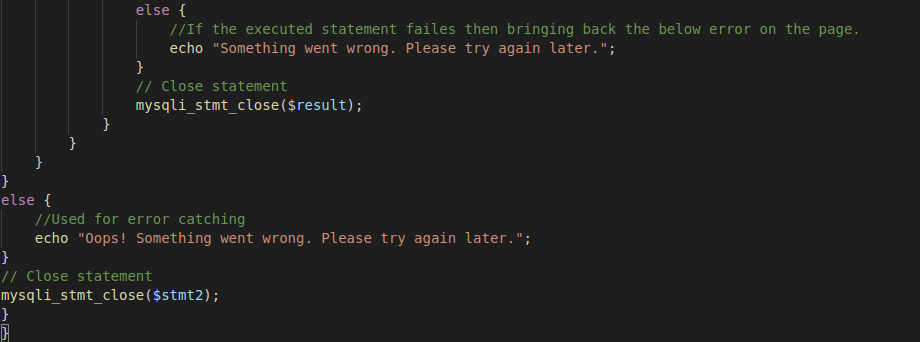 else {
//If the executed statement failes then bringing back the below error on the page.
echo "Something went wrong. Please try again later.";
}
// Close statement
mysqli_stmt_close($result);
}
}
}
}
else {
//Used for error catching
echo "Oops! Something went wrong. Please try again later.";
}
// Close statement
mysqli_stmt_close($stmt2);
}
}